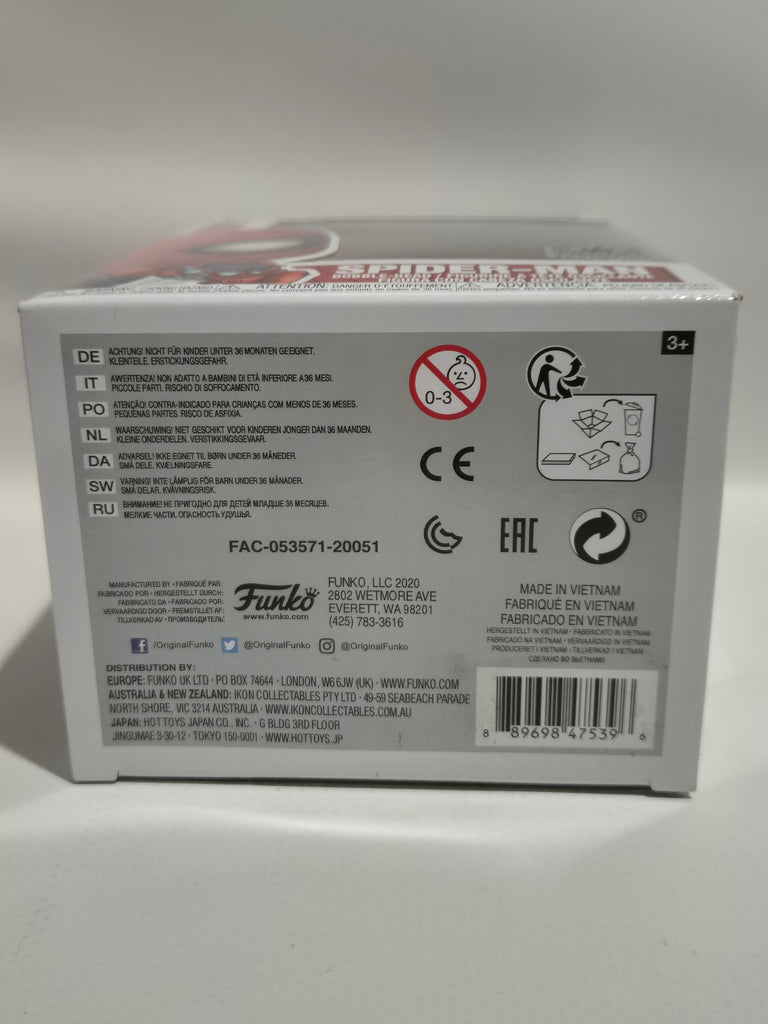 SPIDER-MAN
ATTENTION: DANGER D'ÉTOUFFEMENT
3+
DE ACHTUNG! NICHT FÜR KINDER UNTER 36 MONATEN GEEIGNET.
KLEINTEILE. ERSTICKUNGSGEFAHR.
IT AVVERTENZA! NON ADATTO A BAMBINI DI ETÀ INFERIORE A 36 MESI.
PICCOLE PARTI. RISCHIO DI SOFFOCAMENTO.
PO ATENÇÃO! CONTRA-INDICADO PARA CRIANÇAS COM MENOS DE 36 MESES.
PEQUENAS PARTES. RISCO DE ASFIXIA.
NL WAARSCHUWING! NIET GESCHIKT VOOR KINDEREN JONGER DAN 36 MAANDEN.
KLEINE ONDERDELEN. VERSTIKKINGSGEVAAR.
DA ADVARSEL! IKKE EGNET TIL BØRN UNDER 36 MÅNEDER.
SMÅ DELE. KVÆLNINGSFARE.
SW VARNING! INTE LÄMPLIG FÖR BARN UNDER 36 MÅNADER.
SMÅ DELAR. KVÄVNINGSRISK.
RU ВНИМАНИЕ! НЕ ПРИГОДНО ДЛЯ ДЕТЕЙ МЛАДШЕ 36 МЕСЯЦЕВ.
МЕЛКИЕ ЧАСТИ. ОПАСНОСТЬ УДУШЬЯ.
0-3
CE
EAC
®
FAC-053571-20051
MANUFACTURED BY • FABRIQUÉ PAR:
FABRICADO POR • HERGESTELLT DURCH:
FABBRICATO DA • FABRICADO POR:
VERVAARDIGD DOOR • FREMSTILLET AF:
TILLVERKAD AV • ПРОИЗВОДИТЕЛЬ:
Funko
www.funko.com
FUNKO, LLC 2020
2802 WETMORE AVE
EVERETT, WA 98201
(425) 783-3616
MADE IN VIETNAM
FABRIQUÉ EN VIETNAM
FABRICADO EN VIETNAM
HERGESTELLT IN VIETNAM • FABBRICATO IN VIETNAM
FABRICADO NA VIETNAM • VERVAARDIGD IN VIETNAM
PRODUCERET I VIETNAM • TILLVERKAD I VIETNAM
СДЕЛАНО ВО ВЬЕТНАМЕ
/OriginalFunko @OriginalFunko @OriginalFunko
DISTRIBUTION BY:
EUROPE: FUNKO UK LTD • PO BOX 74644 • LONDON, W6 6JW (UK) • WWW.FUNKO.COM
AUSTRALIA & NEW ZEALAND: IKON COLLECTABLES PTY LTD • 49-59 SEABEACH PARADE
NORTH SHORE, VIC 3214 AUSTRALIA • WWW.IKONCOLLECTABLES.COM.AU
JAPAN: HOT TOYS JAPAN CO., INC. • G BLDG 3RD FLOOR
JINGUMAE 3-30-12 • TOKYO 150-0001 • WWW.HOTTOYS.JP
8 89698 47539 6